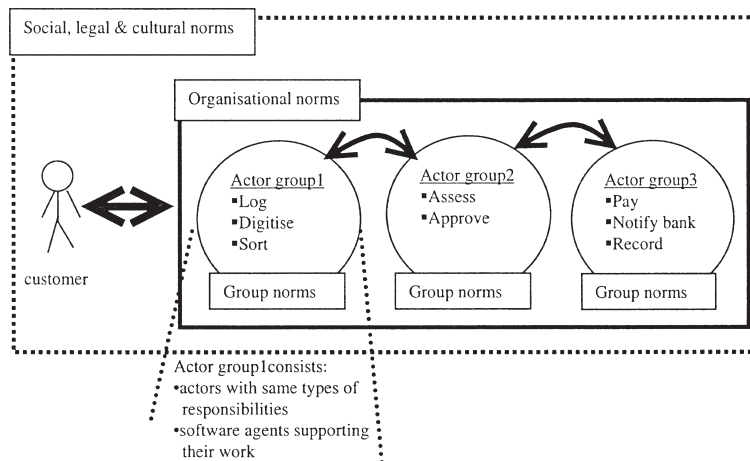 Social, legal & cultural norms
Organisational norms
Actor group1
▪Log
▪Digitise
▪Sort
Actor group2
▪Assess
▪Approve
Actor group3
▪Pay
▪Notify bank
▪Record
customer
Group norms
Group norms
Group norms
Actor group1consists:
•actors with same types of
responsibilities
•software agents supporting
their work